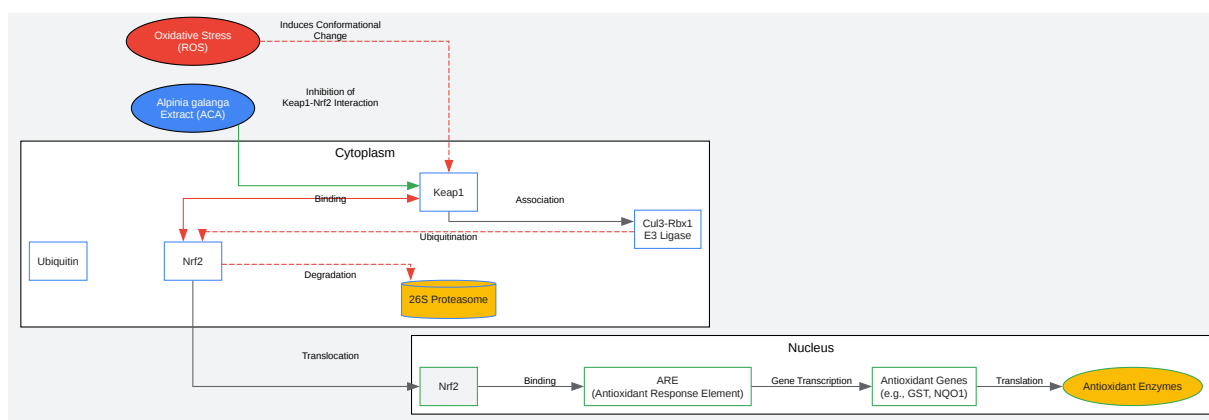 Induces Conformational
Change
Oxidative Stress
(ROS)
Inhibition of
Keap1-Nrf2 Interaction
Alpinia galanga
Extract (ACA)
Cytoplasm
Keap1
Binding
Association
Cul3-Rbx1
E3 Ligase
Ubiquitination
Ubiquitin
Nrf2
Degradation
26S Proteasome
Translocation
Nucleus
Nrf2
Binding
ARE
(Antioxidant Response Element)
Gene Transcription
Antioxidant Genes
(e.g., GST, NQO1)
Translation
Antioxidant Enzymes